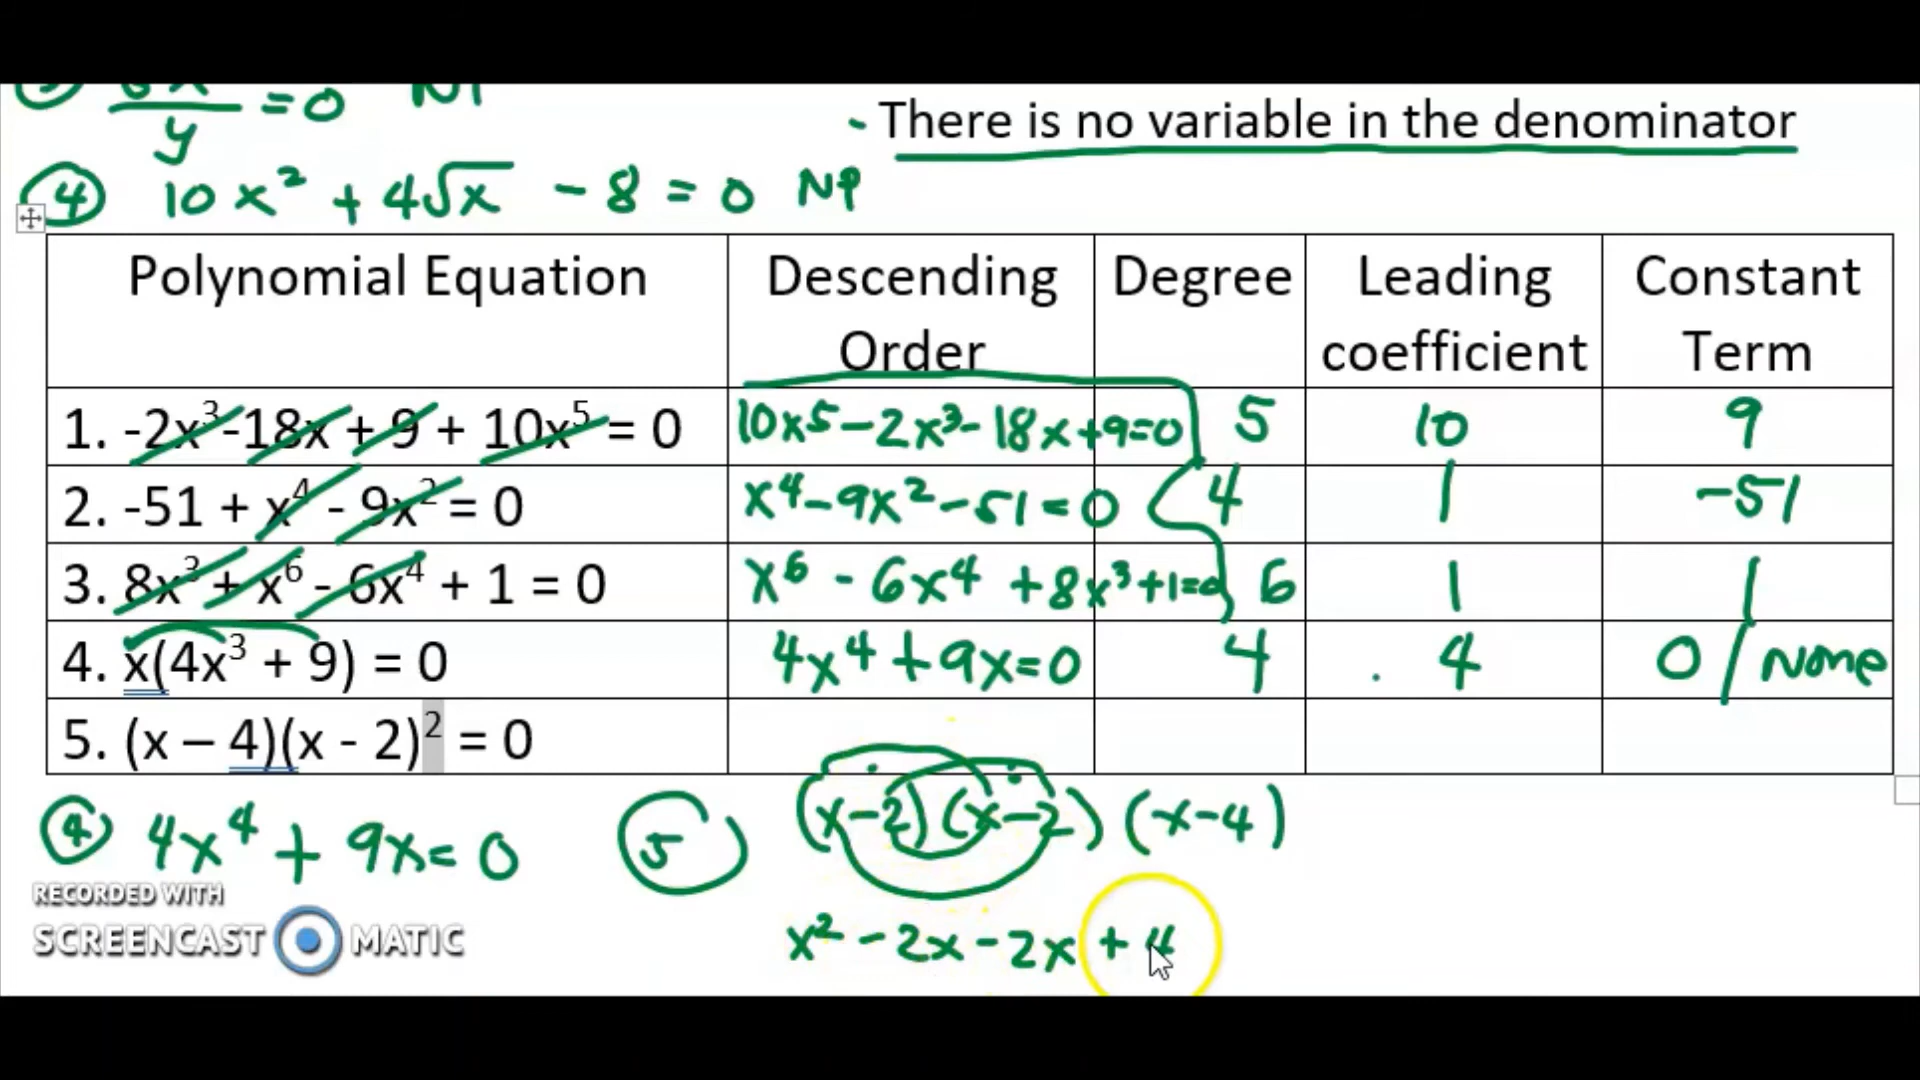 = 0
y
- There is no variable in the denominator
④ 10x² + 4√x - 8 = 0 NP
Polynomial Equation | Descending Order | Degree | Leading coefficient | Constant Term
1. -2x³ -18x + 9 + 10x⁵ = 0 | 10x⁵ - 2x³ - 18x + 9 = 0 | 5 | 10 | 9
2. -51 + x⁴ - 9x² = 0 | x⁴ - 9x² - 51 = 0 | 4 | 1 | -51
3. 8x³ + x⁶ - 6x⁴ + 1 = 0 | x⁶ - 6x⁴ + 8x³ + 1 = 0 | 6 | 1 | 1
4. x(4x³ + 9) = 0 | 4x⁴ + 9x = 0 | 4 | 4 | 0 / None
5. (x – 4)(x - 2)² = 0
④ 4x⁴ + 9x = 0
⑤ (x-2)(x-2)(x-4)
x² - 2x - 2x + 4
RECORDED WITH
SCREENCAST MATIC